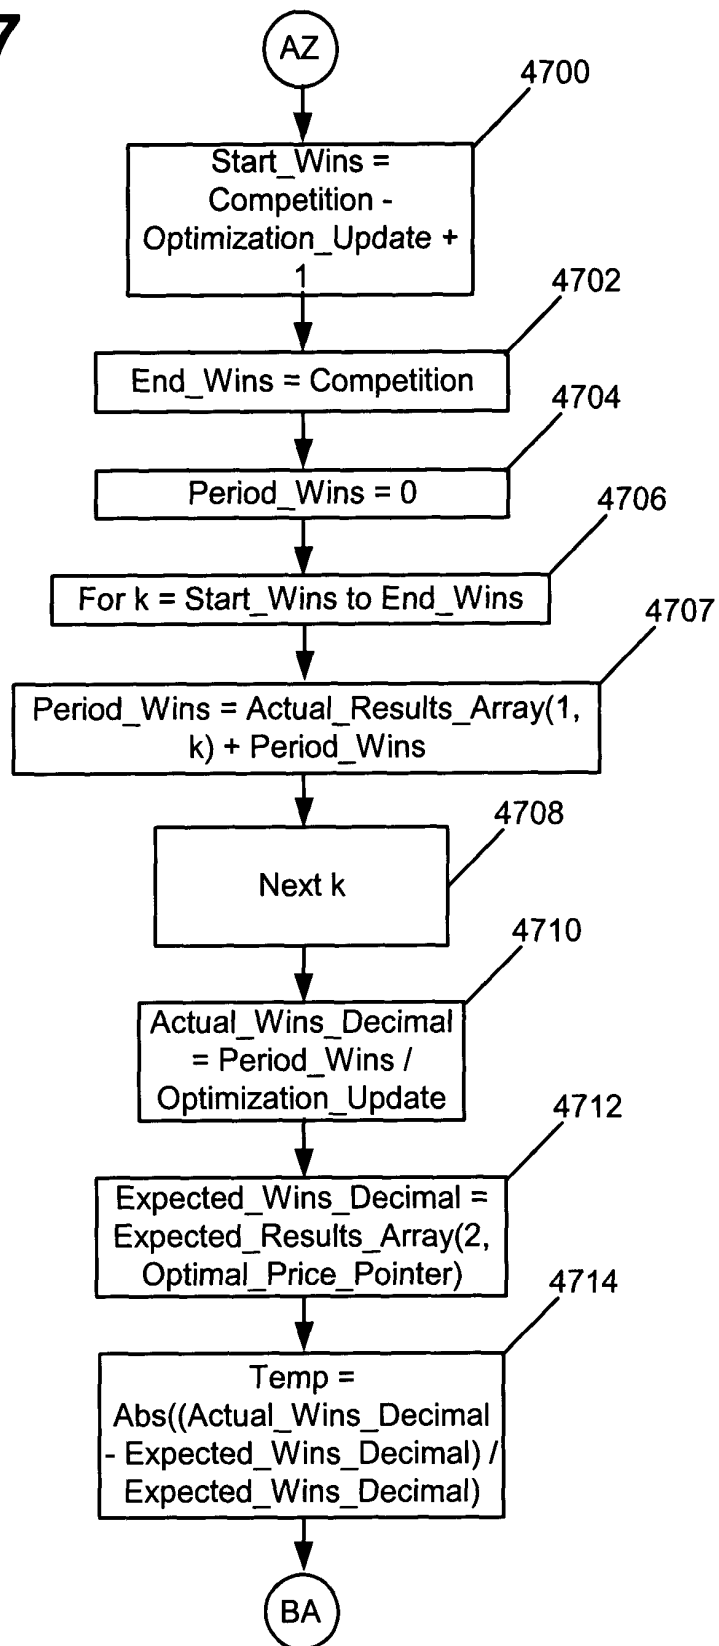 7
AZ
4700
Start_Wins =
Competition -
Optimization_Update +
1
4702
End_Wins = Competition
4704
Period_Wins = 0
4706
For k = Start_Wins to End_Wins
4707
Period_Wins = Actual_Results_Array(1,
k) + Period_Wins
4708
Next k
4710
Actual_Wins_Decimal
= Period_Wins /
Optimization_Update
4712
Expected_Wins_Decimal =
Expected_Results_Array(2,
Optimal_Price_Pointer)
4714
Temp =
Abs((Actual_Wins_Decimal
- Expected_Wins_Decimal) /
Expected_Wins_Decimal)
BA